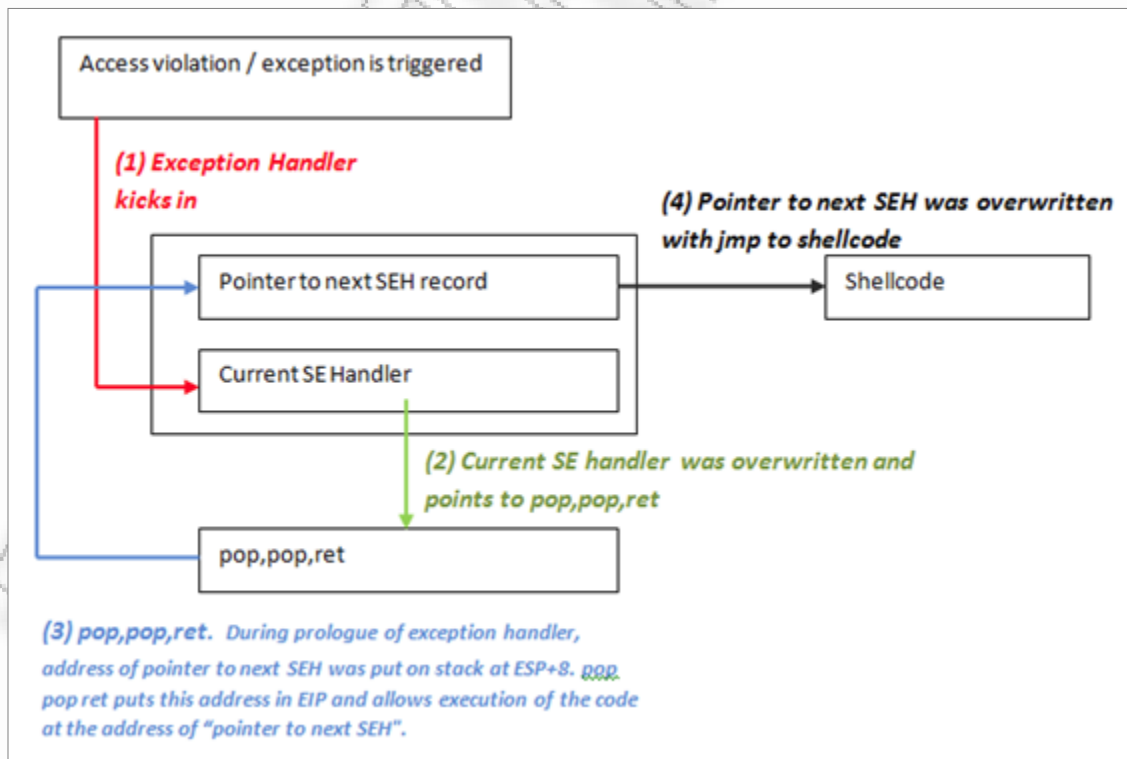 Access violation / exception is triggered
(1) Exception Handler
kicks in
(4) Pointer to next SEH was overwritten
with jmp to shellcode
Pointer to next SEH record
Shellcode
Current SE Handler
(2) Current SE handler was overwritten and
points to pop,pop,ret
pop,pop,ret
(3) pop,pop,ret. During prologue of exception handler,
address of pointer to next SEH was put on stack at ESP+8. pop
pop ret puts this address in EIP and allows execution of the code
at the address of “pointer to next SEH”.